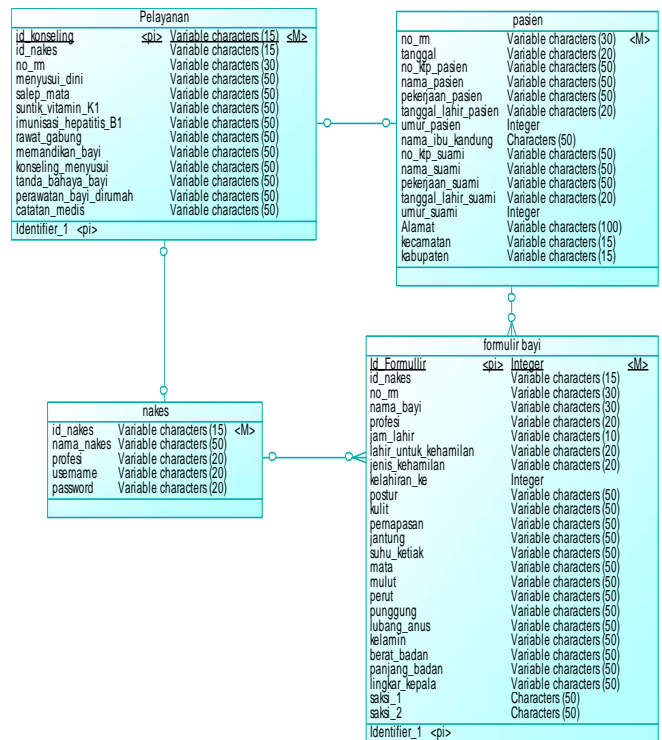 Pelayanan
id_konseling <pi> Variable characters (15) <M>
id_nakes Variable characters (15)
no_rm Variable characters (30)
menyusui_dini Variable characters (50)
salep_mata Variable characters (50)
suntik_vitamin_K1 Variable characters (50)
imunisasi_hepatitis_B1 Variable characters (50)
rawat_gabung Variable characters (50)
memandikan_bayi Variable characters (50)
konseling_menyusui Variable characters (50)
tanda_bahaya_bayi Variable characters (50)
perawatan_bayi_dirumah Variable characters (50)
catatan_medis Variable characters (50)
Identifier_1 <pi>
pasien
no_rm Variable characters (30) <M>
tanggal Variable characters (20)
no_ktp_pasien Variable characters (50)
nama_pasien Variable characters (50)
pekerjaan_pasien Variable characters (50)
tanggal_lahir_pasien Variable characters (20)
umur_pasien Integer
nama_ibu_kandung Characters (50)
no_ktp_suami Variable characters (50)
nama_suami Variable characters (50)
pekerjaan_suami Variable characters (50)
tanggal_lahir_suami Variable characters (20)
umur_suami Integer
Alamat Variable characters (100)
kecamatan Variable characters (15)
kabupaten Variable characters (15)
nakes
id_nakes Variable characters (15) <M>
nama_nakes Variable characters (50)
profesi Variable characters (20)
username Variable characters (20)
password Variable characters (20)
formulir bayi
Id_Formullir <pi> Integer <M>
id_nakes Variable characters (15)
no_rm Variable characters (30)
nama_bayi Variable characters (30)
profesi Variable characters (20)
jam_lahir Variable characters (10)
lahir_untuk_kehamilan Variable characters (20)
jenis_kehamilan Variable characters (20)
kelahiran_ke Integer
postur Variable characters (50)
kulit Variable characters (50)
pernapasan Variable characters (50)
jantung Variable characters (50)
suhu_ketiak Variable characters (50)
mata Variable characters (50)
mulut Variable characters (50)
perut Variable characters (50)
punggung Variable characters (50)
lubang_anus Variable characters (50)
kelamin Variable characters (50)
berat_badan Variable characters (50)
panjang_badan Variable characters (50)
lingkar_kepala Variable characters (50)
saksi_1 Characters (50)
saksi_2 Characters (50)
Identifier_1 <pi>